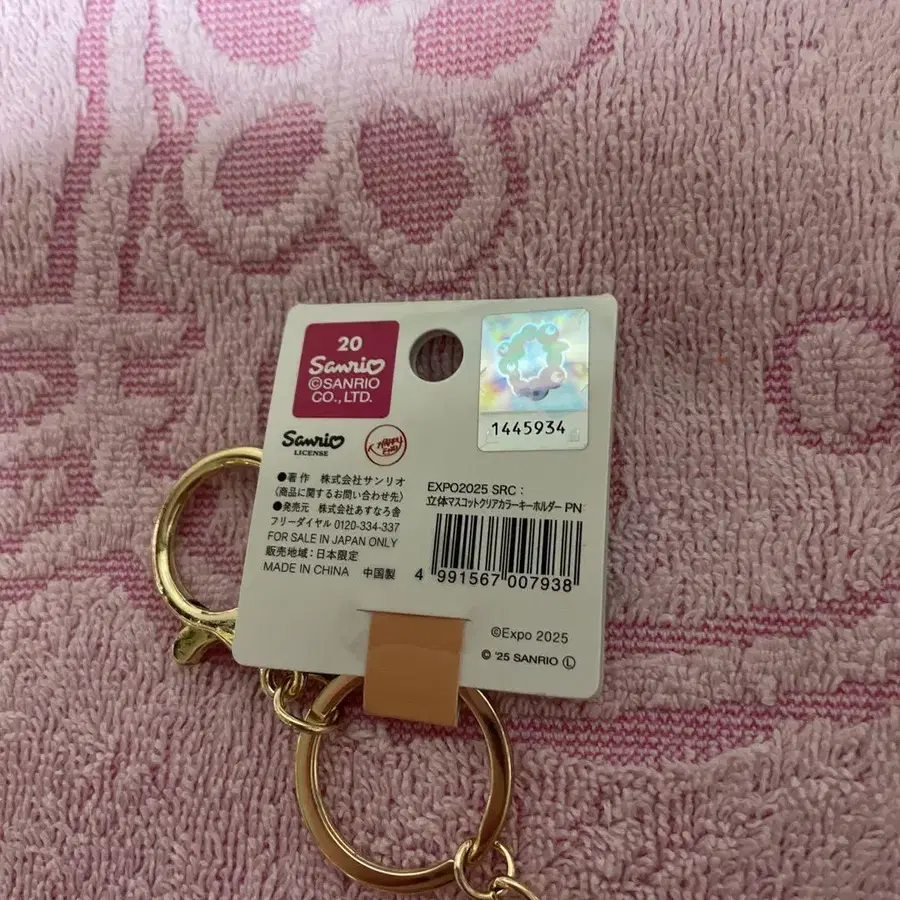 20
Sanrio
©SANRIO
CO., LTD.
1445934
Sanrio
LICENSE
HAPPY
●著作 株式会社サンリオ
〈商品に関するお問い合わせ先〉
●発売元 株式会社あすなろ舎
フリーダイヤル 0120-334-337
FOR SALE IN JAPAN ONLY
販売地域:日本限定
MADE IN CHINA 中国製
EXPO2025 SRC:
立体マスコットクリアカラーキーホルダー PN
4 991567 007938
©Expo 2025
© '25 SANRIO Ⓛ